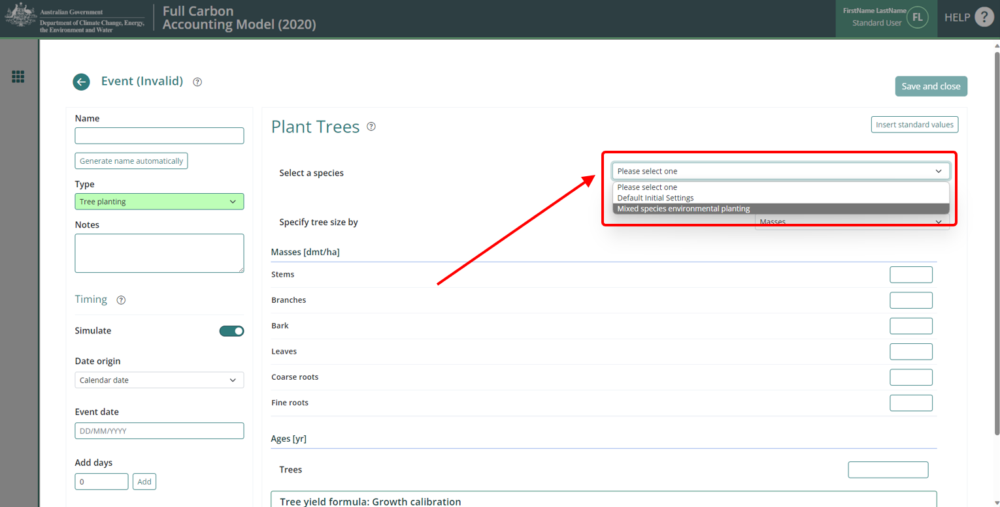 Australian Government
Department of Climate Change, Energy,
the Environment and Water
Full Carbon
Accounting Model (2020)
FirstName LastName
Standard User
FL
HELP ?
Event (Invalid) ?
Save and close
Name
Generate name automatically
Type
Tree planting
Notes
Timing ?
Simulate
Date origin
Calendar date
Event date
DD/MM/YYYY
Add days
0 Add
Plant Trees ?
Insert standard values
Select a species
Please select one
Please select one
Default Initial Settings
Mixed species environmental planting
Specify tree size by
Masses
Masses [dmt/ha]
Stems
Branches
Bark
Leaves
Coarse roots
Fine roots
Ages [yr]
Trees
Tree yield formula: Growth calibration